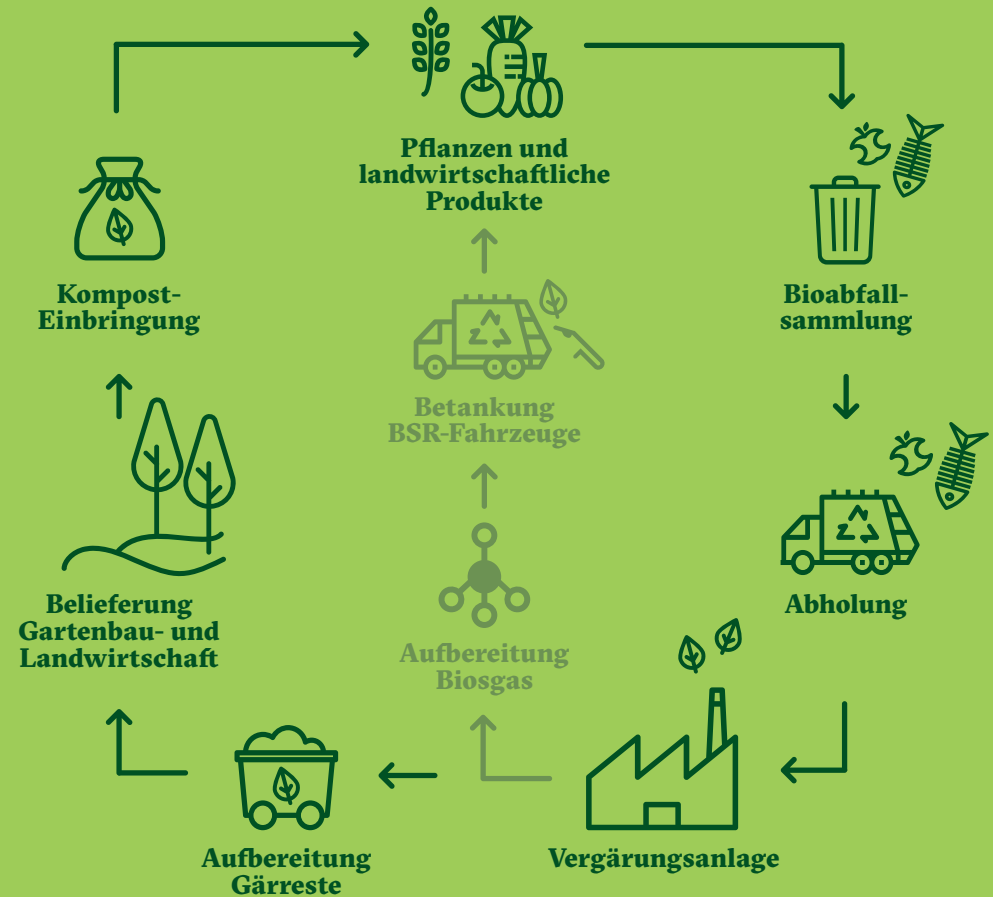 Pflanzen und
landwirtschaftliche
Produkte
Bioabfall-
sammlung
Abholung
Vergärungsanlage
Aufbereitung
Gärreste
Belieferung
Gartenbau- und
Landwirtschaft
Kompost-
Einbringung
Aufbereitung
Biosgas
Betankung
BSR-Fahrzeuge